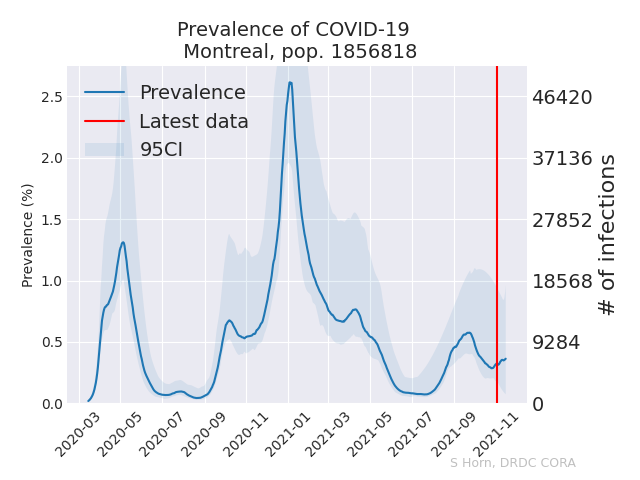 Prevalence of COVID-19
Montreal, pop. 1856818
Prevalence
Latest data
95CI
Prevalence (%)
2.5
2.0
1.5
1.0
0.5
0.0
46420
37136
27852
18568
9284
0
# of infections
2020-03
2020-05
2020-07
2020-09
2020-11
2021-01
2021-03
2021-05
2021-07
2021-09
2021-11
S Horn, DRDC CORA